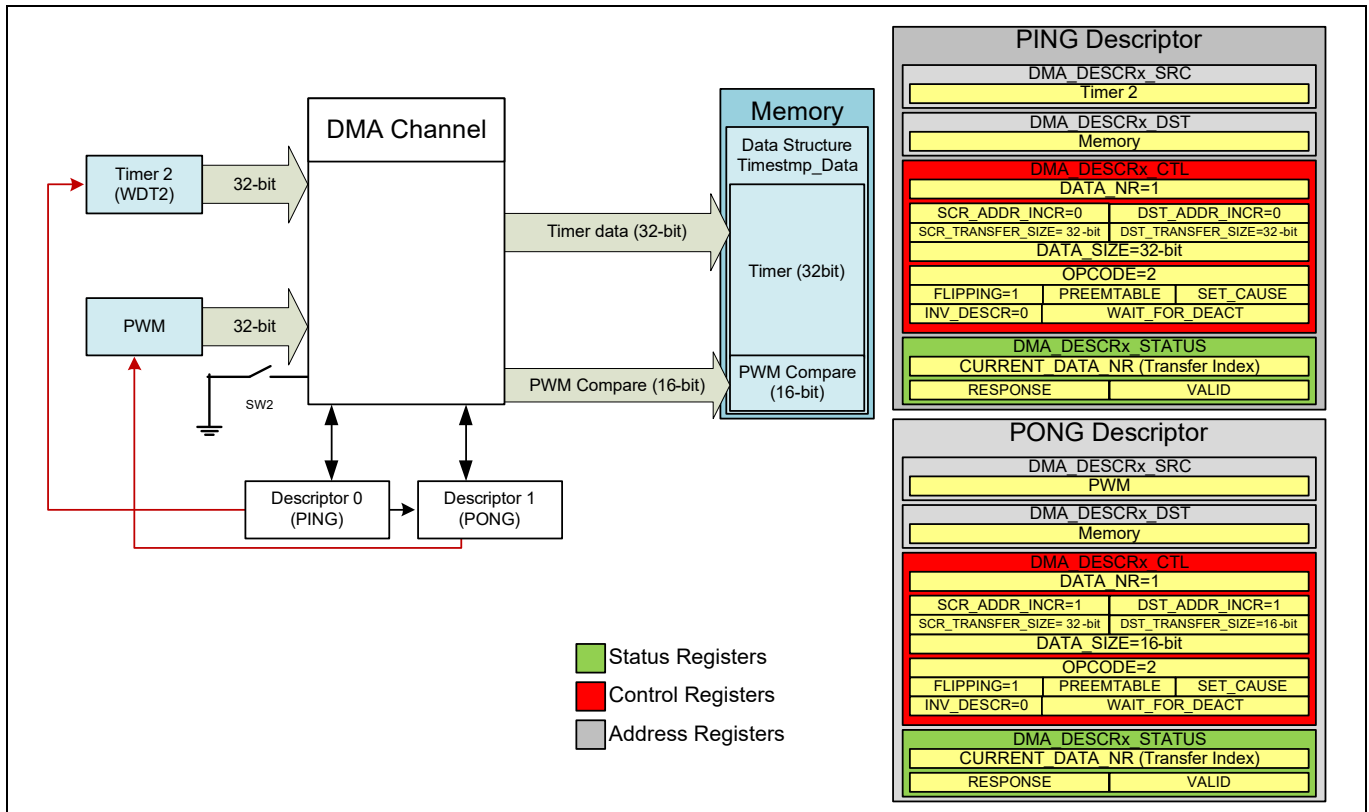 DMA Channel
Timer 2
(WDT2)
32-bit
PWM
32-bit
SW2
Timer data (32-bit)
PWM Compare (16-bit)
Descriptor 0
(PING)
Descriptor 1
(PONG)
Memory
Data Structure
Timestmp_Data
Timer (32bit)
PWM Compare
(16-bit)
Status Registers
Control Registers
Address Registers
PING Descriptor
DMA_DESCRx_SRC
Timer 2
DMA_DESCRx_DST
Memory
DMA_DESCRx_CTL
DATA_NR=1
SCR_ADDR_INCR=0 DST_ADDR_INCR=0
SCR_TRANSFER_SIZE= 32-bit DST_TRANSFER_SIZE=32-bit
DATA_SIZE=32-bit
OPCODE=2
FLIPPING=1 PREEMTABLE SET_CAUSE
INV_DESCR=0 WAIT_FOR_DEACT
DMA_DESCRx_STATUS
CURRENT_DATA_NR (Transfer Index)
RESPONSE VALID
PONG Descriptor
DMA_DESCRx_SRC
PWM
DMA_DESCRx_DST
Memory
DMA_DESCRx_CTL
DATA_NR=1
SCR_ADDR_INCR=1 DST_ADDR_INCR=1
SCR_TRANSFER_SIZE= 32-bit DST_TRANSFER_SIZE=16-bit
DATA_SIZE=16-bit
OPCODE=2
FLIPPING=1 PREEMTABLE SET_CAUSE
INV_DESCR=0 WAIT_FOR_DEACT
DMA_DESCRx_STATUS
CURRENT_DATA_NR (Transfer Index)
RESPONSE VALID